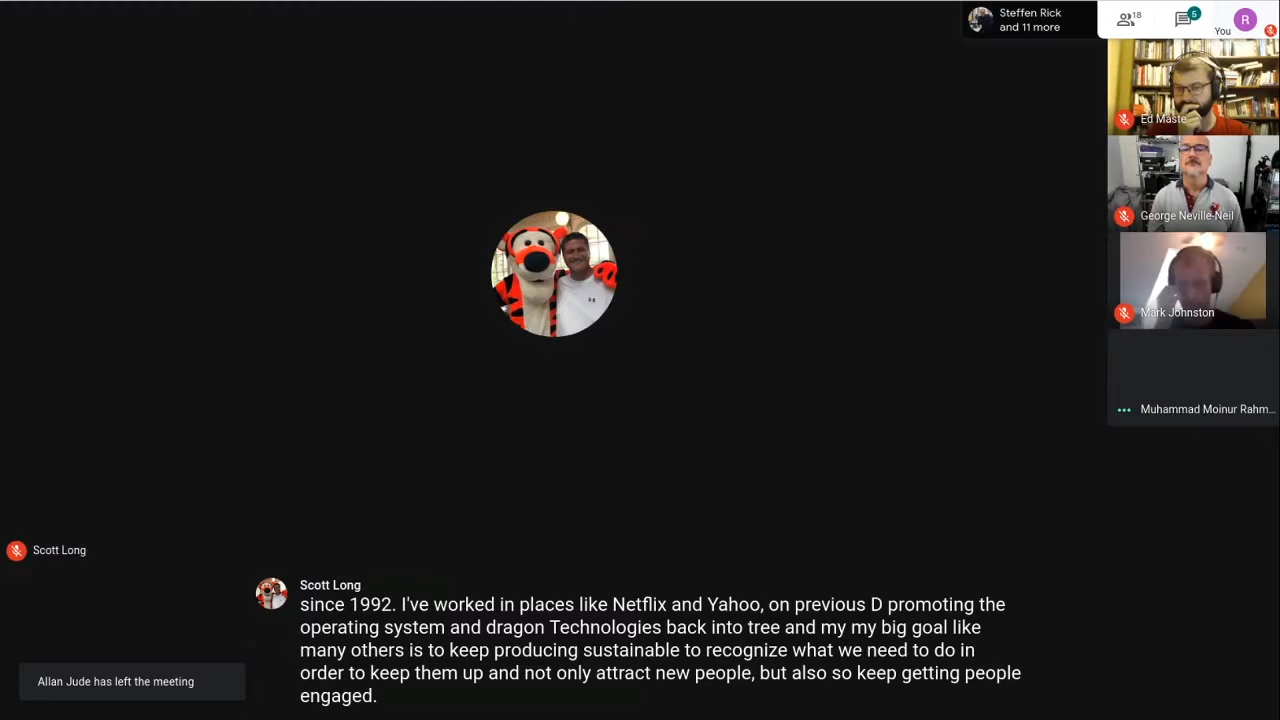 Steffen Rick
and 11 more
18
5
You
R
Ed Maste
George Neville-Neil
Mark Johnston
Muhammad Moinur Rahm...
Scott Long
Scott Long
since 1992. I've worked in places like Netflix and Yahoo, on previous D promoting the
operating system and dragon Technologies back into tree and my my big goal like
many others is to keep producing sustainable to recognize what we need to do in
order to keep them up and not only attract new people, but also so keep getting people
engaged.
Allan Jude has left the meeting